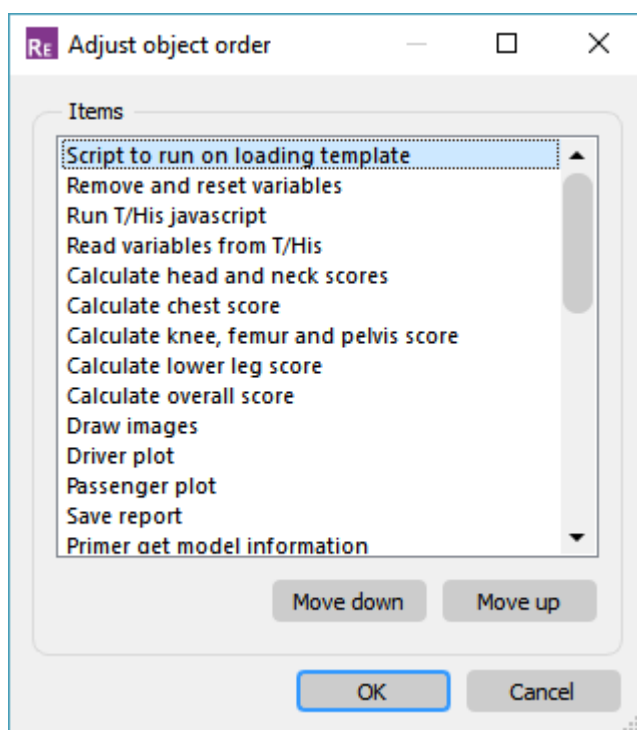 RE Adjust object order
Items
Script to run on loading template
Remove and reset variables
Run T/His javascript
Read variables from T/His
Calculate head and neck scores
Calculate chest score
Calculate knee, femur and pelvis score
Calculate lower leg score
Calculate overall score
Draw images
Driver plot
Passenger plot
Save report
Primer get model information
Move down Move up
OK Cancel